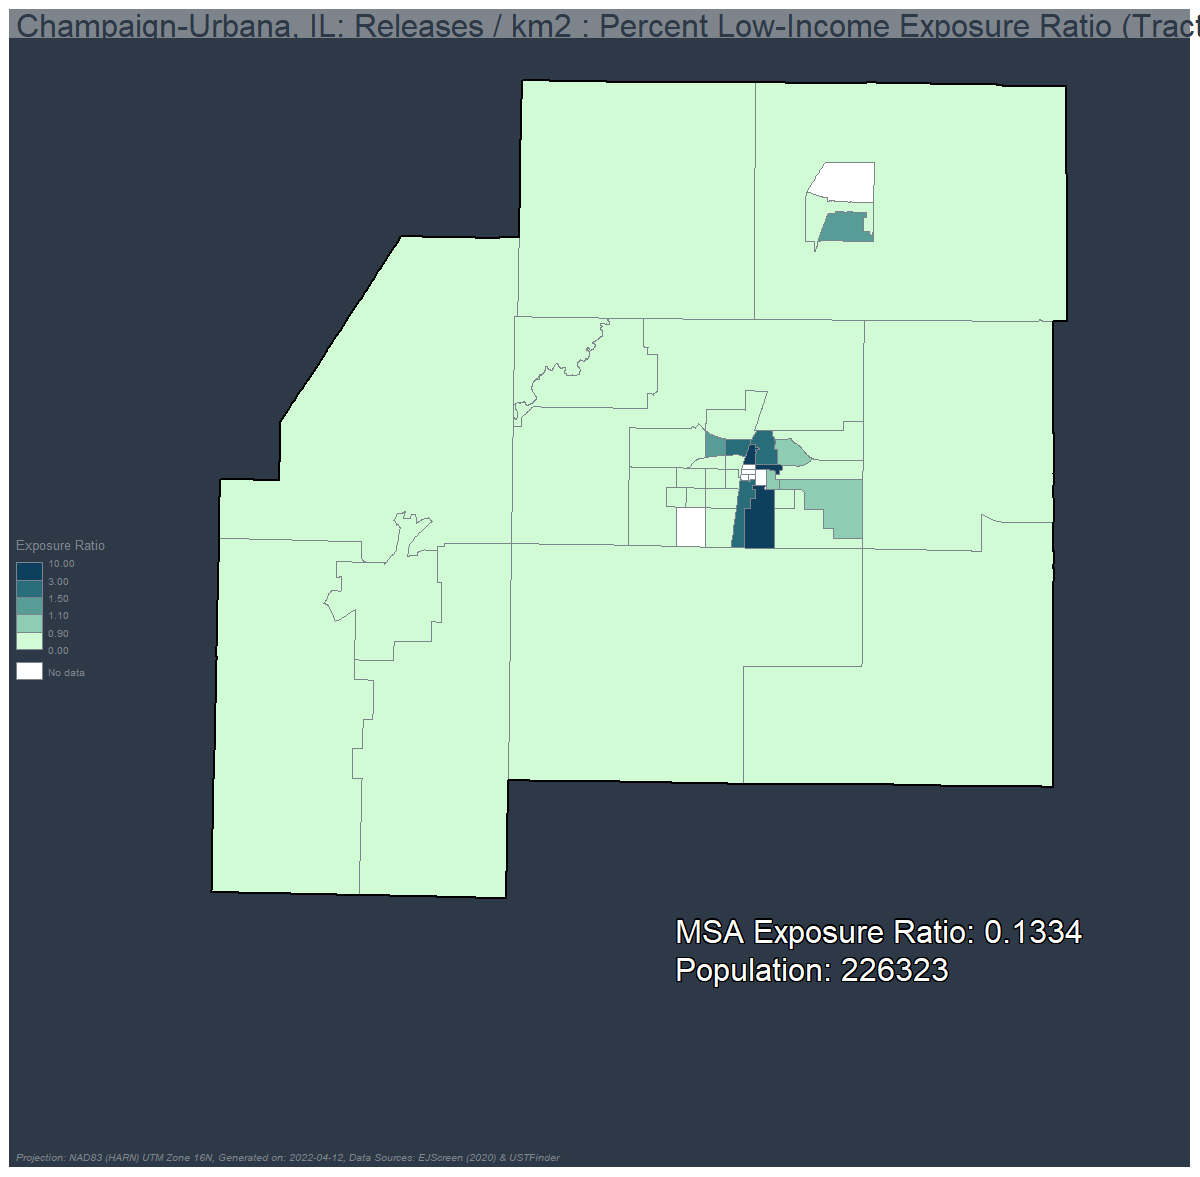 Champaign-Urbana, IL: Releases / km2 : Percent Low-Income Exposure Ratio (Tract
Exposure Ratio
10.00
3.00
1.50
1.10
0.90
0.00
No data
MSA Exposure Ratio: 0.1334
Population: 226323
Projection: NAD83 (HARN) UTM Zone 16N, Generated on: 2022-04-12, Data Sources: EJScreen (2020) & USTFinder